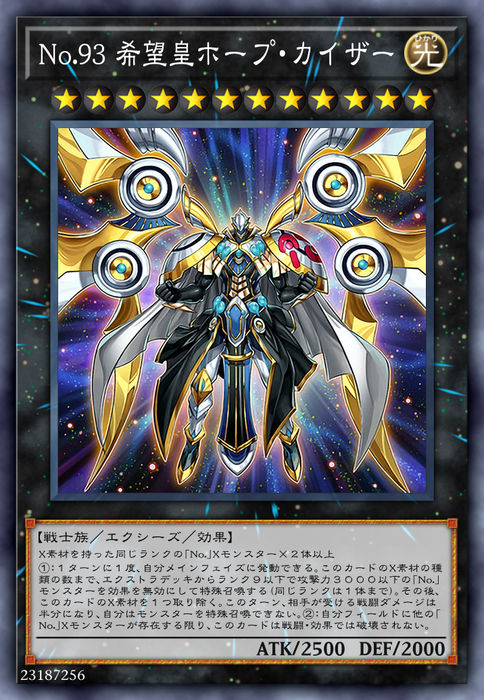 No.93 希望皇ホープ・カイザー
ひかり
光
【戦士族／エクシーズ／効果】
X素材を持った同じランクの「No.」Xモンスター×２体以上
①：１ターンに１度、自分メインフェイズに発動できる。このカードのX素材の種
類の数まで、エクストラデッキからランク９以下で攻撃力３０００以下の「No.」
モンスターを効果を無効にして特殊召喚する（同じランクは１体まで）。その後、
このカードのX素材を１つ取り除く。このターン、相手が受ける戦闘ダメージは
半分になり、自分はモンスターを特殊召喚できない。②：自分フィールドに他の「
No.」Xモンスターが存在する限り、このカードは戦闘・効果では破壊されない。
ATK/2500 DEF/2000
23187256